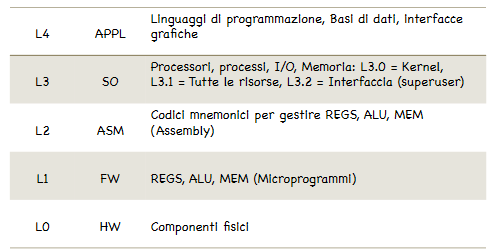 L4 APPL Linguaggi di programmazione, Basi di dati, Interfacce
grafiche
L3 SO Processori, processi, I/O, Memoria: L3.0 = Kernel,
L3.1 = Tutte le risorse, L3.2 = Interfaccia (superuser)
L2 ASM Codici mnemonici per gestire REGS, ALU, MEM
(Assembly)
L1 FW REGS, ALU, MEM (Microprogrammi)
L0 HW Componenti fisici